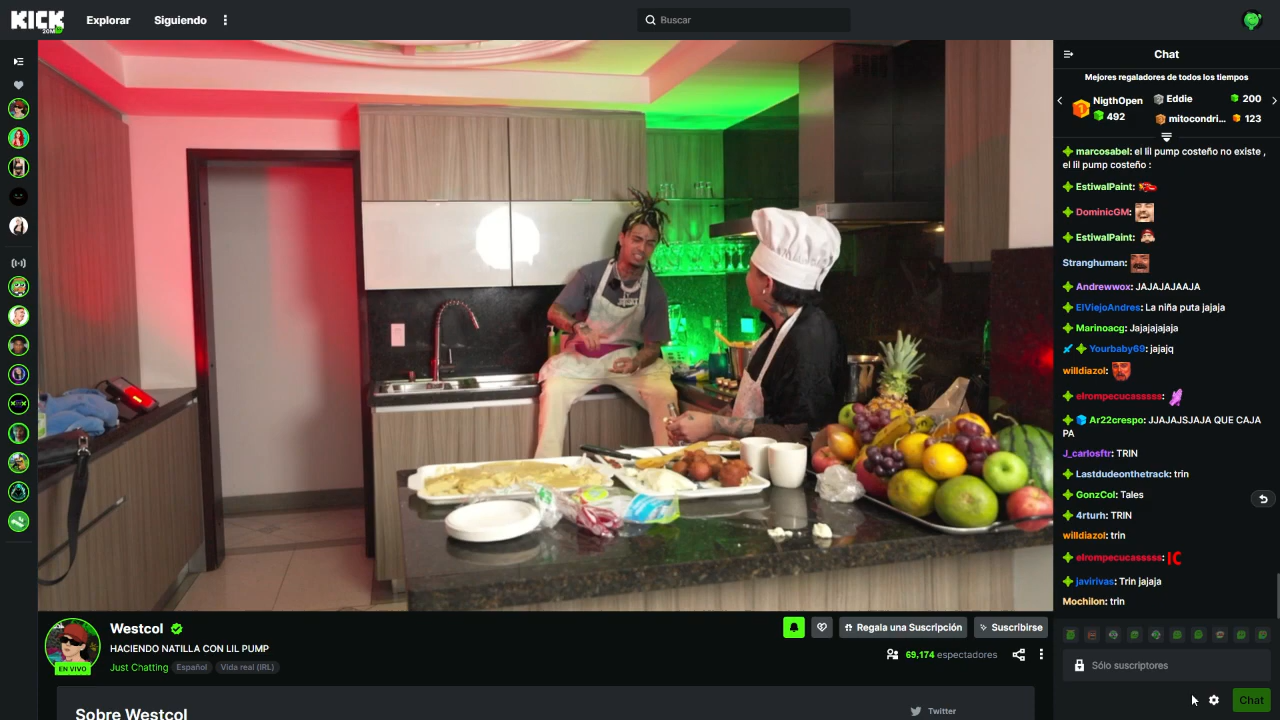 KICK
Explorar
Siguiendo
Buscar
Chat
Mejores regaladores de todos los tiempos
NigthOpen
492
Eddie
200
mitocondri...
123
marcosabel: el lil pump costeño no existe ,
el lil pump costeño :
EstiwalPaint:
DominicGM:
EstiwalPaint:
Stranghuman:
Andrewwox: JAJAJAJAAJA
ElViejoAndres: La niña puta jajaja
Marinoacg: Jajajajajaja
Yourbaby69: jajajq
willdiazol:
elrompecucasssss:
Ar22crespo: JJAJAJSJAJA QUE CAJA
PA
J_carlosftr: TRIN
Lastdudeonthetrack: trin
GonzCol: Tales
4rturh: TRIN
willdiazol: trin
elrompecucasssss:
javirivas: Trin jajaja
Mochilon: trin
Sólo suscriptores
Chat
Westcol
HACIENDO NATILLA CON LIL PUMP
EN VIVO
Just Chatting
Español
Vida real (IRL)
Regala una Suscripción
Suscribirse
69,174 espectadores
Sobre Westcol
Twitter